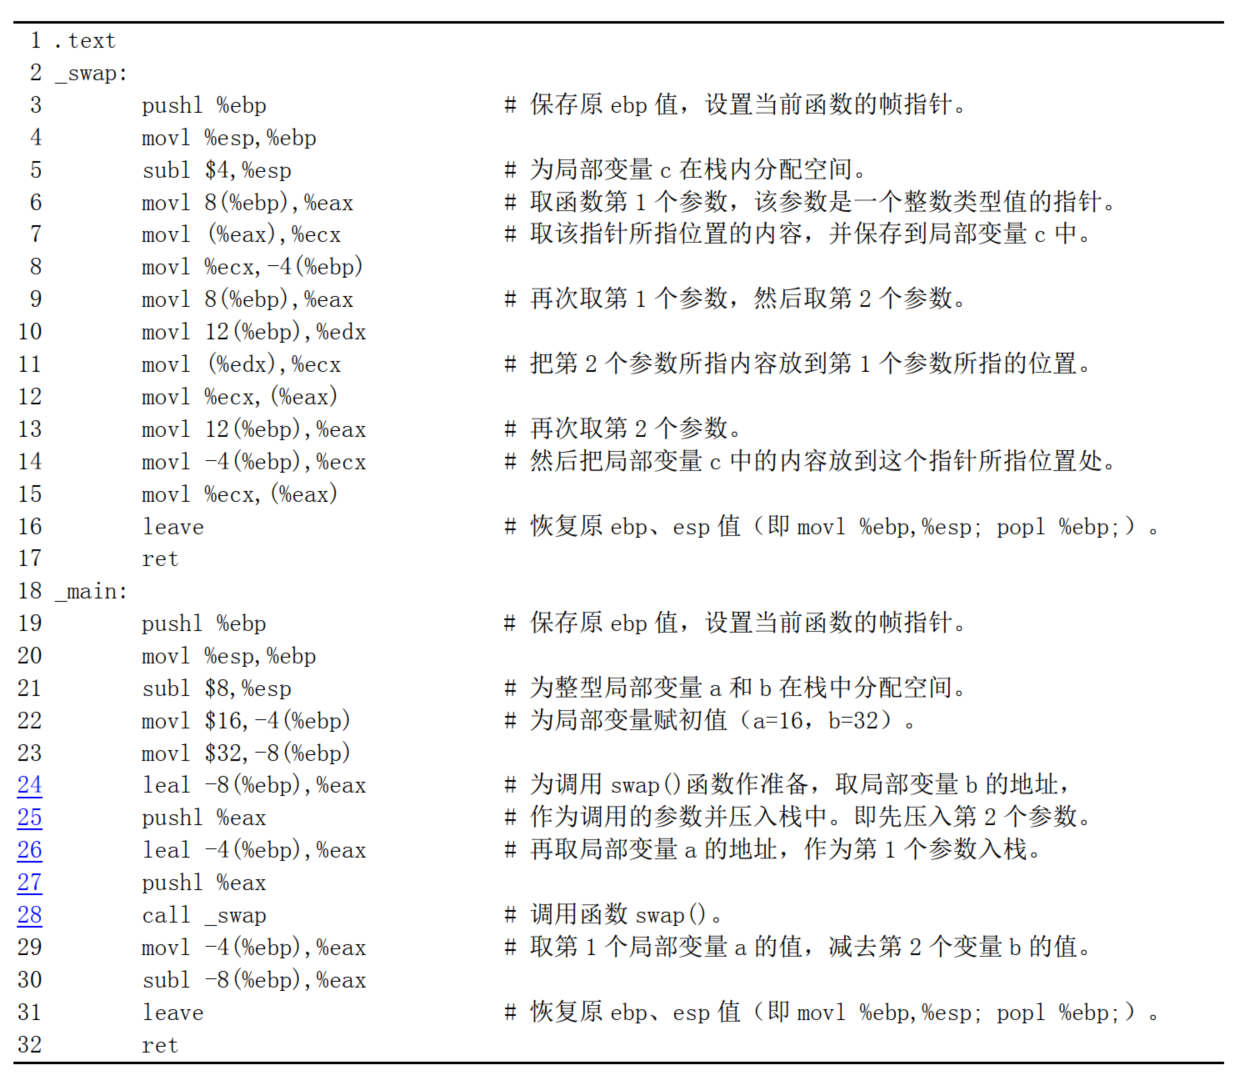 1 .text
2 _swap:
3 pushl %ebp # 保存原 ebp 值，设置当前函数的帧指针。
4 movl %esp,%ebp
5 subl $4,%esp # 为局部变量 c 在栈内分配空间。
6 movl 8(%ebp),%eax # 取函数第 1 个参数，该参数是一个整数类型值的指针。
7 movl (%eax),%ecx # 取该指针所指位置的内容，并保存到局部变量 c 中。
8 movl %ecx,-4(%ebp)
9 movl 8(%ebp),%eax # 再次取第 1 个参数，然后取第 2 个参数。
10 movl 12(%ebp),%edx
11 movl (%edx),%ecx # 把第 2 个参数所指内容放到第 1 个参数所指的位置。
12 movl %ecx,(%eax)
13 movl 12(%ebp),%eax # 再次取第 2 个参数。
14 movl -4(%ebp),%ecx # 然后把局部变量 c 中的内容放到这个指针所指位置处。
15 movl %ecx,(%eax)
16 leave # 恢复原 ebp、esp 值（即 movl %ebp,%esp; popl %ebp;）。
17 ret
18 _main:
19 pushl %ebp # 保存原 ebp 值，设置当前函数的帧指针。
20 movl %esp,%ebp
21 subl $8,%esp # 为整型局部变量 a 和 b 在栈中分配空间。
22 movl $16,-4(%ebp) # 为局部变量赋初值（a=16，b=32）。
23 movl $32,-8(%ebp)
24 leal -8(%ebp),%eax # 为调用 swap()函数作准备，取局部变量 b 的地址，
25 pushl %eax # 作为调用的参数并压入栈中。即先压入第 2 个参数。
26 leal -4(%ebp),%eax # 再取局部变量 a 的地址，作为第 1 个参数入栈。
27 pushl %eax
28 call _swap # 调用函数 swap()。
29 movl -4(%ebp),%eax # 取第 1 个局部变量 a 的值，减去第 2 个变量 b 的值。
30 subl -8(%ebp),%eax
31 leave # 恢复原 ebp、esp 值（即 movl %ebp,%esp; popl %ebp;）。
32 ret